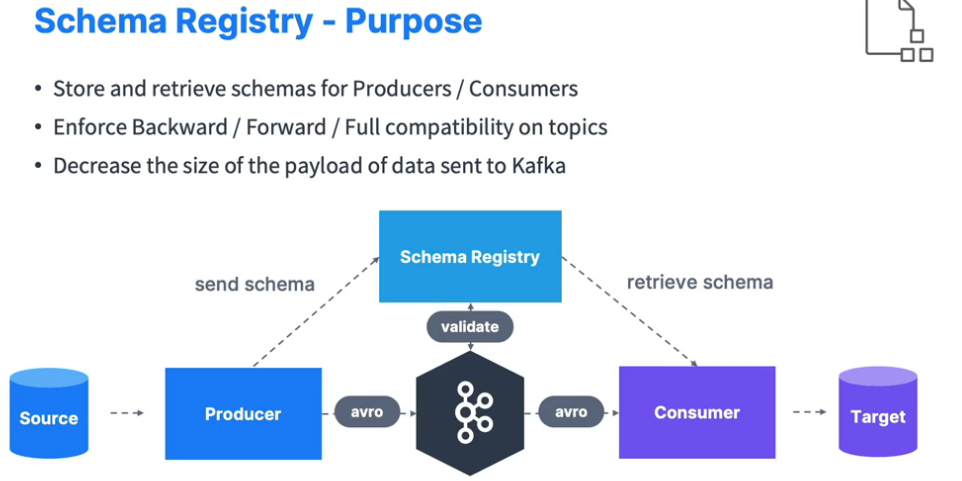 Schema Registry - Purpose
• Store and retrieve schemas for Producers / Consumers
• Enforce Backward / Forward / Full compatibility on topics
• Decrease the size of the payload of data sent to Kafka
Schema Registry
send schema
retrieve schema
validate
Source
Producer
avro
avro
Consumer
Target